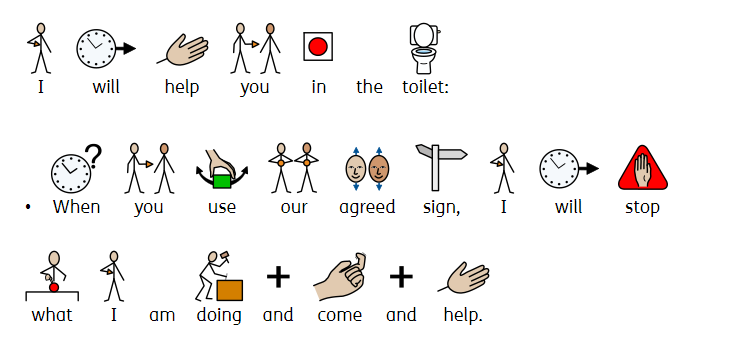 I will help you in the toilet:
• When you use our agreed sign, I will stop
what I am doing and come and help.